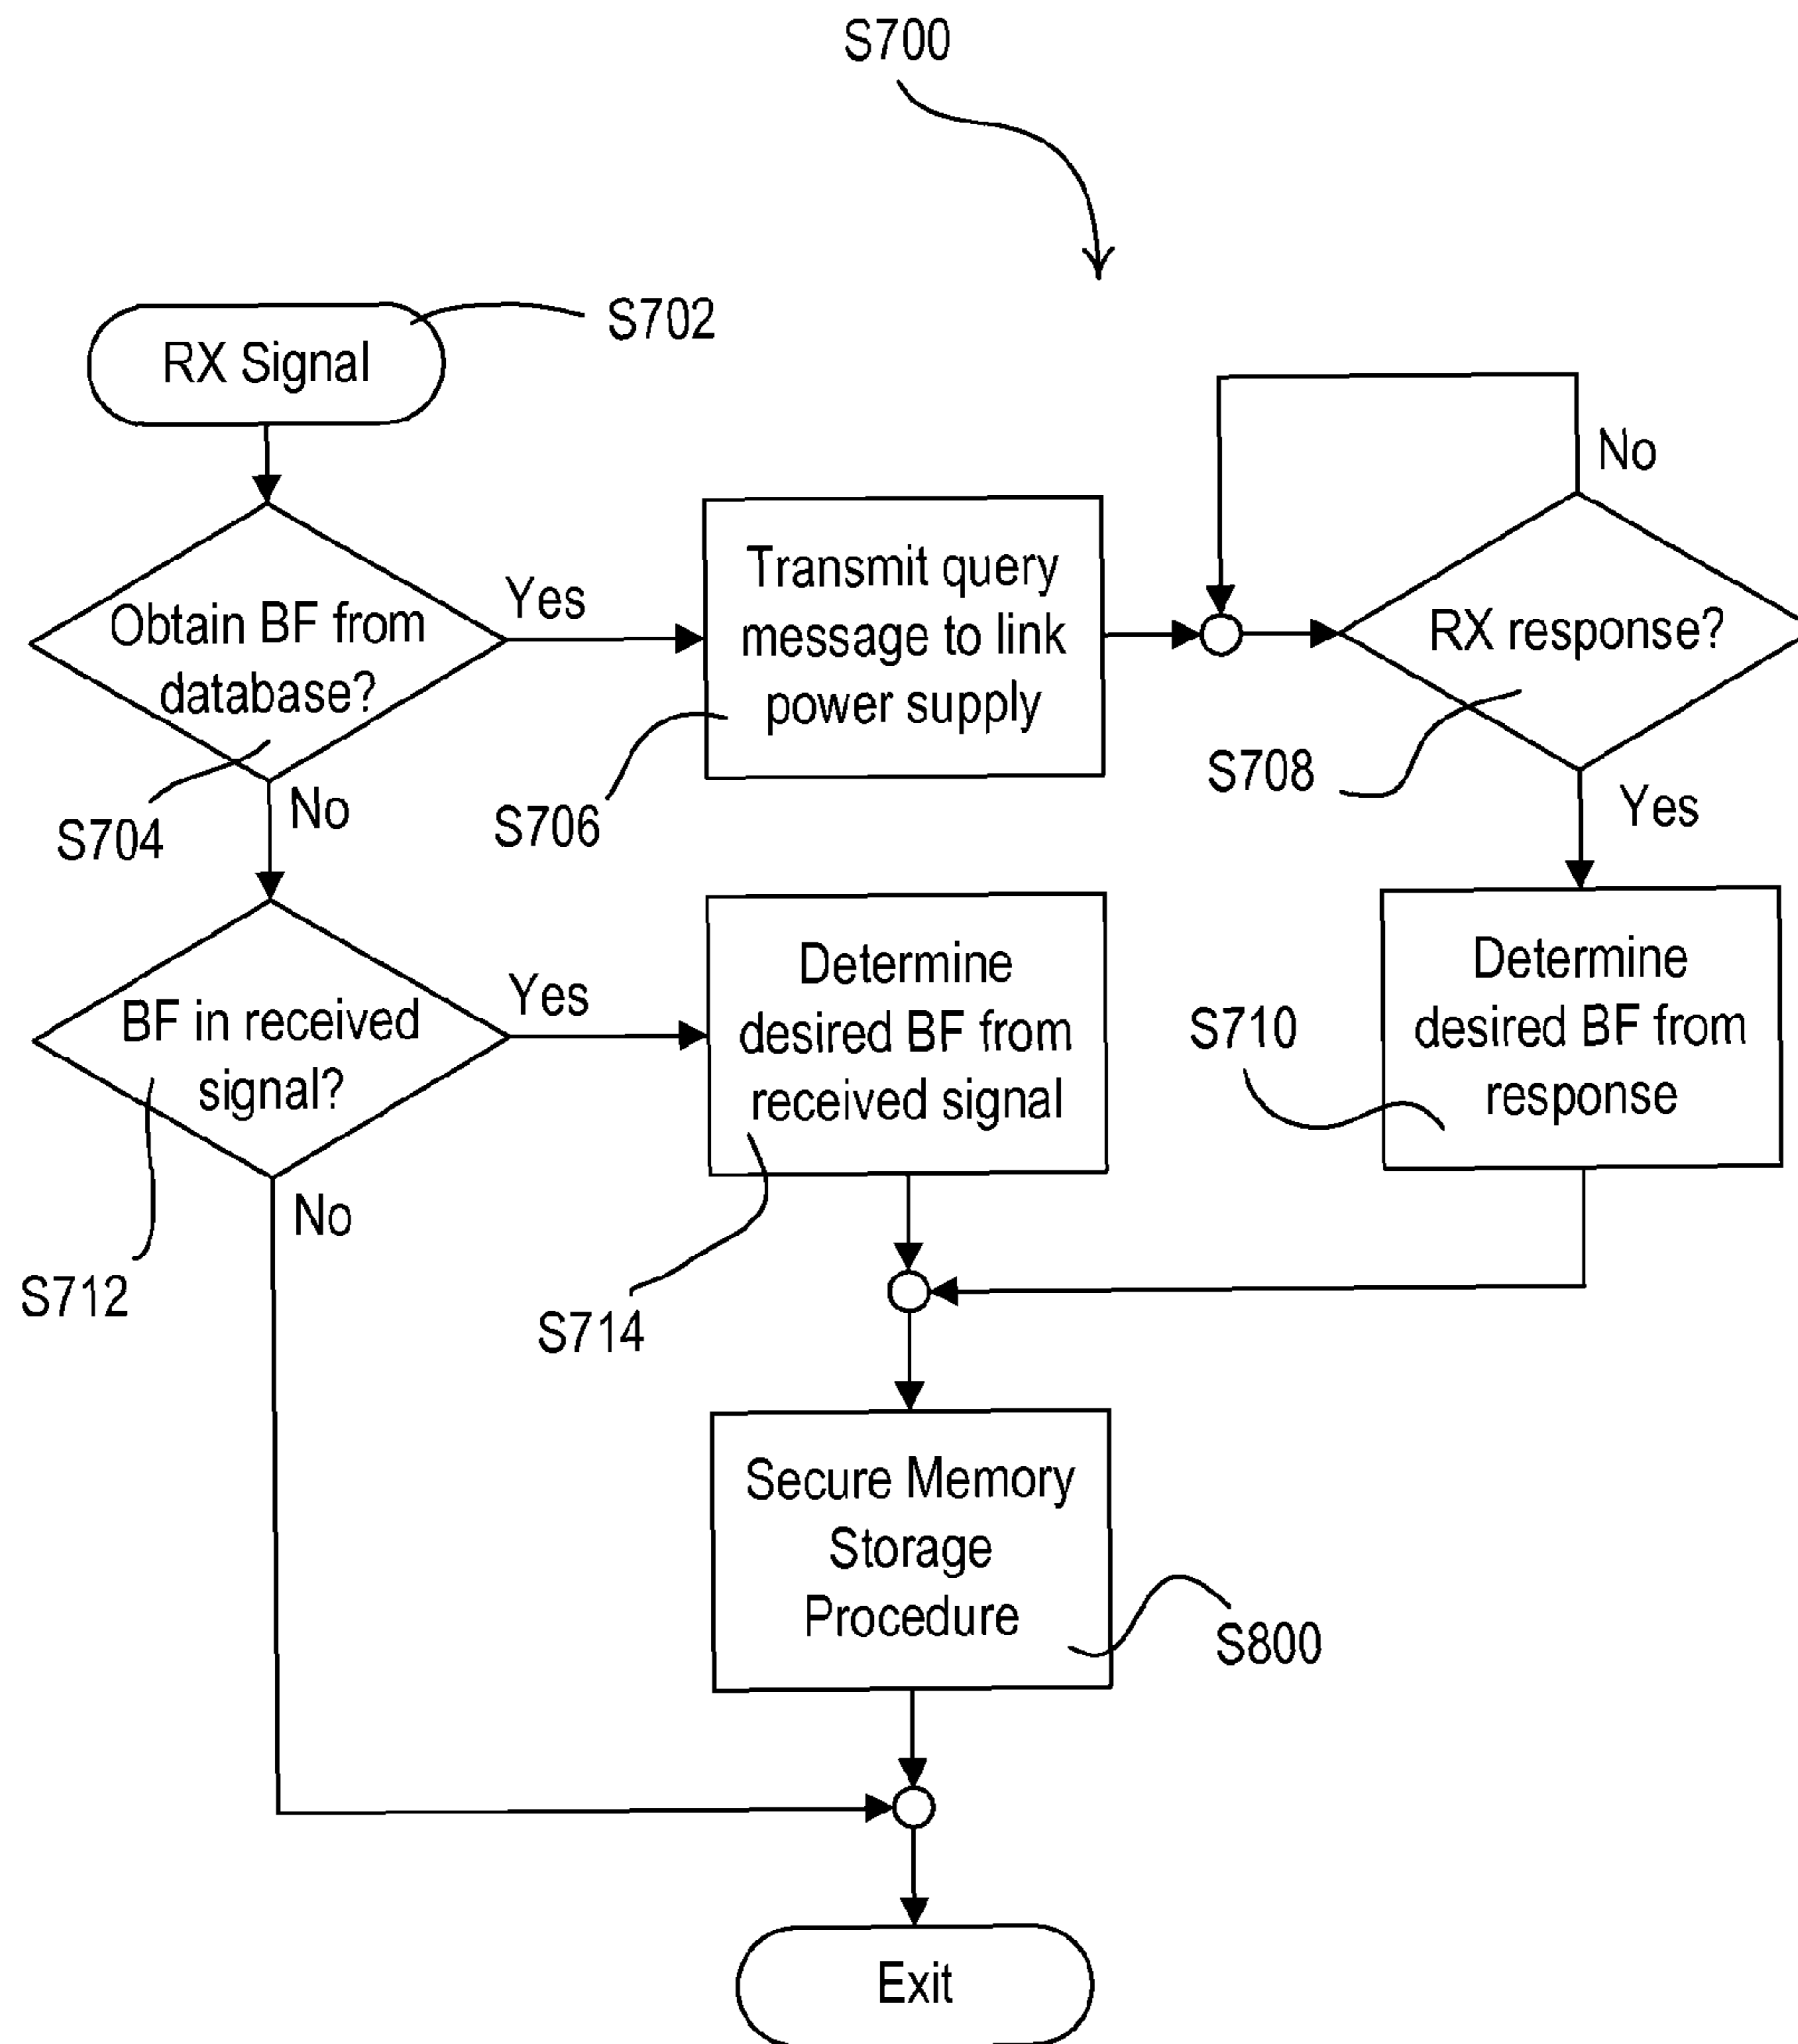 S700
RX Signal
S702
Obtain BF from
database?
Yes
No
S704
Transmit query
message to link
power supply
S706
RX response?
No
Yes
S708
BF in received
signal?
Yes
No
S712
Determine
desired BF from
received signal
S714
Determine
desired BF from
response
S710
Secure Memory
Storage
Procedure
S800
Exit